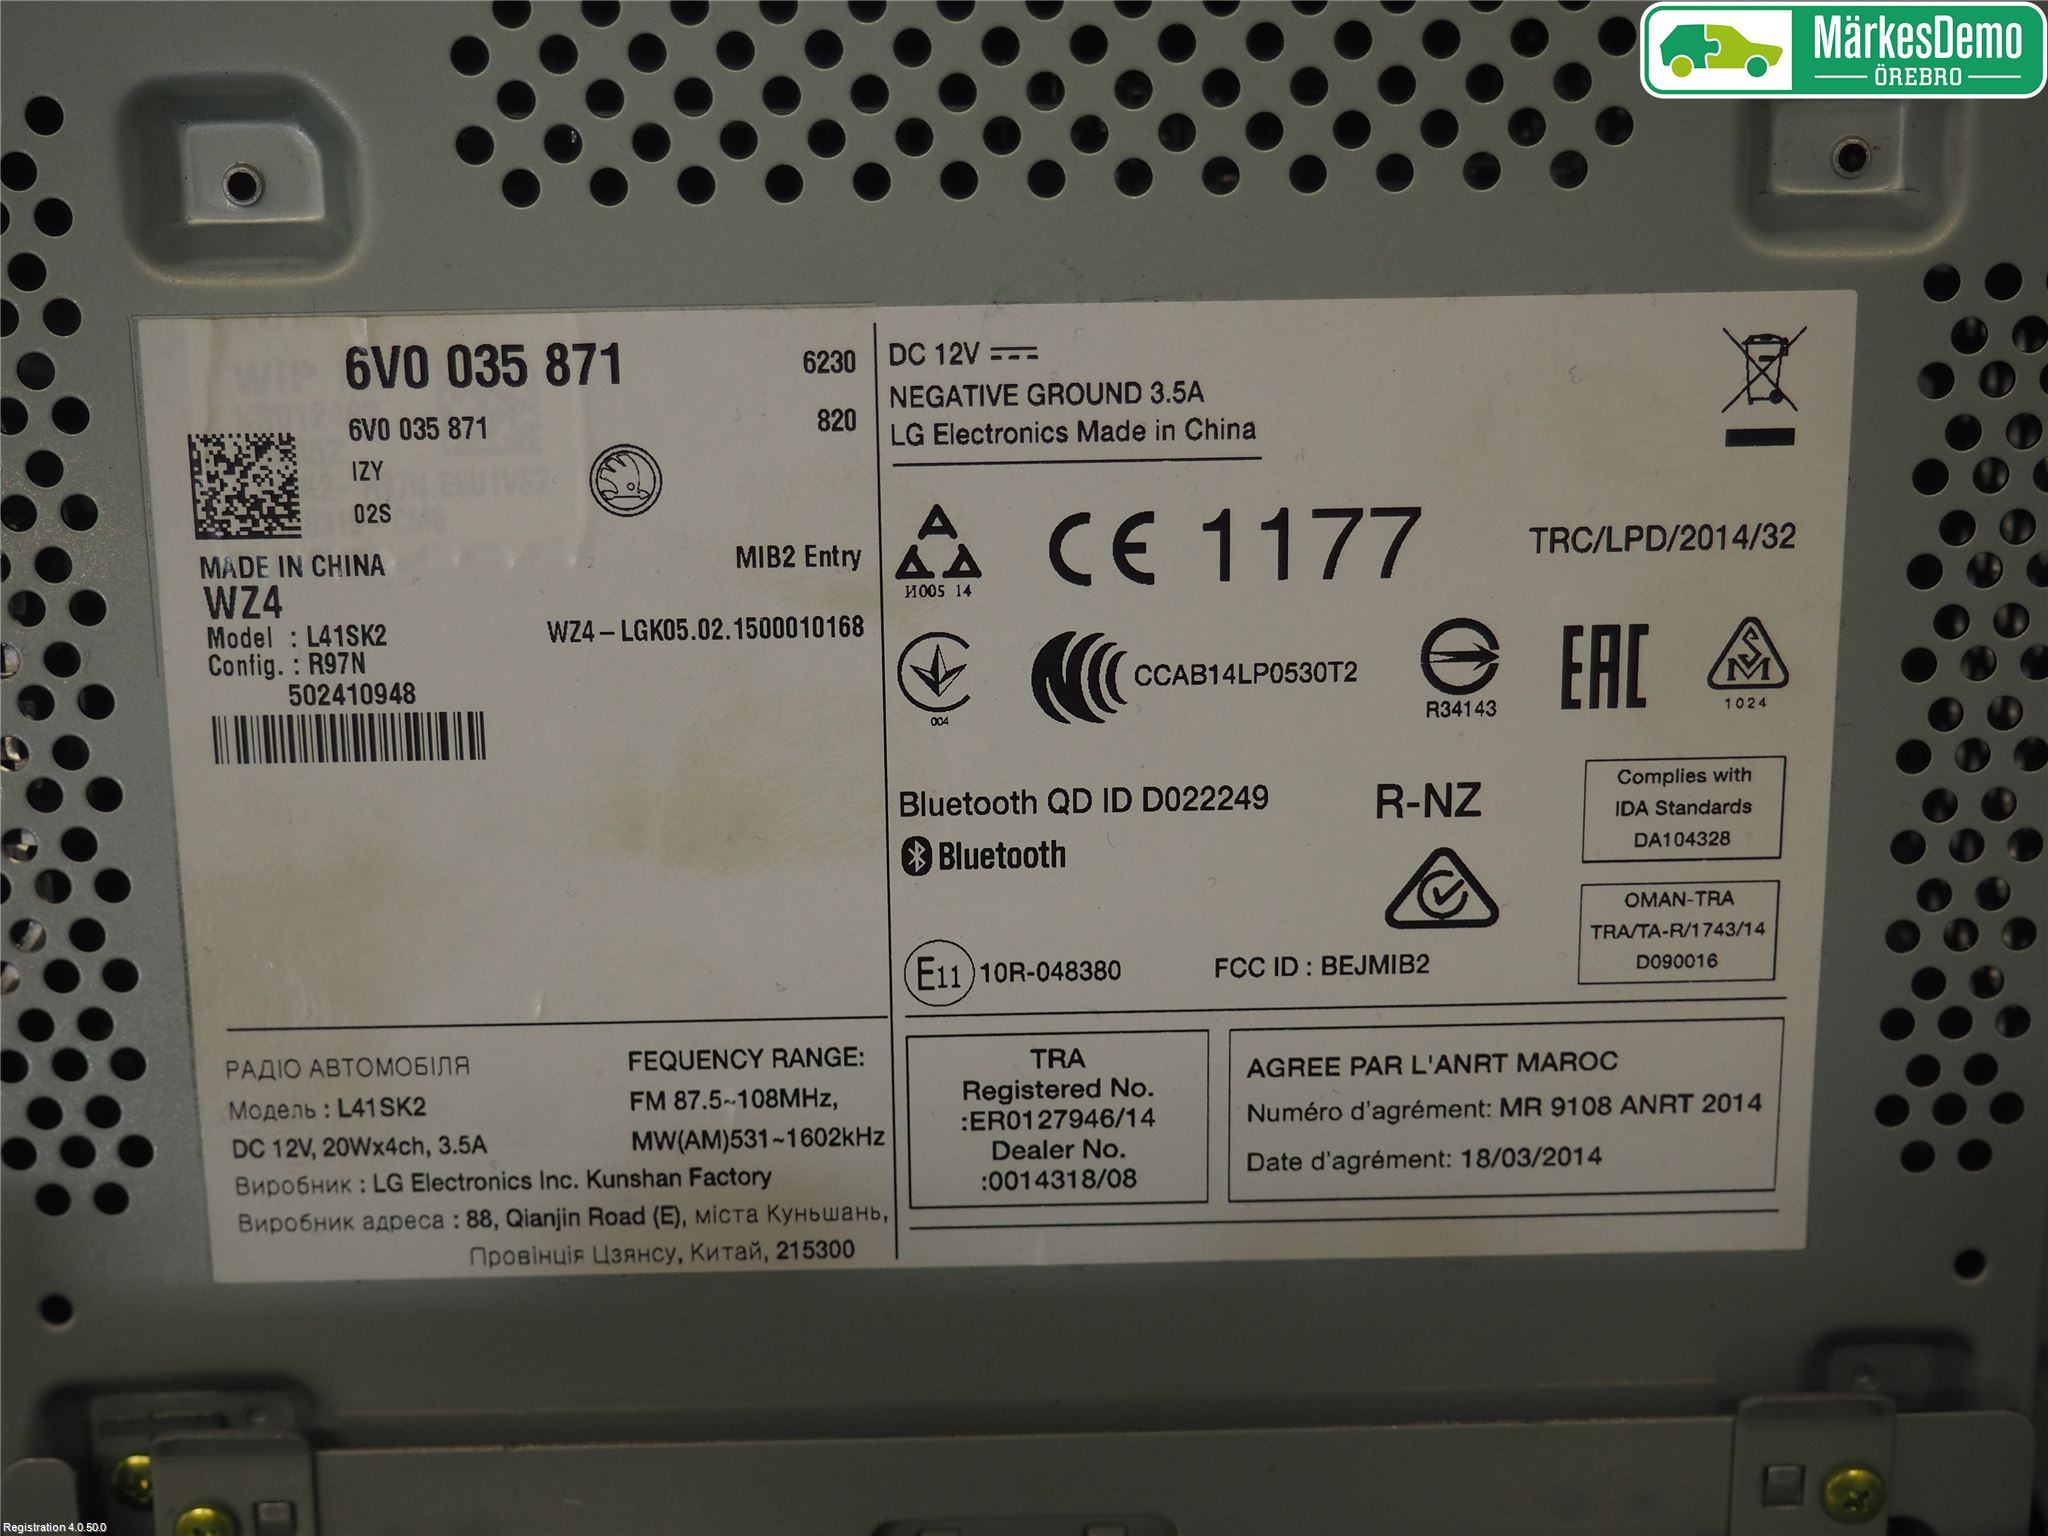 MärkesDemo
ÖREBRO
6V0 035 871
6230
6V0 035 871
820
IZY
02S
MADE IN CHINA
MIB2 Entry
WZ4
Model : L41SK2
WZ4-LGK05.02.1500010168
Config. : R97N
502410948
DC 12V
NEGATIVE GROUND 3.5A
LG Electronics Made in China
И005 14
CE 1177
TRC/LPD/2014/32
004
CCAB14LP0530T2
R34143
EAC
SM
1024
Bluetooth QD ID D022249
R-NZ
Bluetooth
Complies with
IDA Standards
DA104328
OMAN-TRA
TRA/TA-R/1743/14
D090016
E11 10R-048380
FCC ID : BEJMIB2
РАДІО АВТОМОБІЛЯ
Модель : L41SK2
DC 12V, 20Wx4ch, 3.5A
FEQUENCY RANGE:
FM 87.5~108MHz,
MW(AM)531~1602kHz
Виробник : LG Electronics Inc. Kunshan Factory
Виробник адреса : 88, Qianjin Road (E), міста Куньшань,
Провінція Цзянсу, Китай, 215300
TRA
Registered No.
:ER0127946/14
Dealer No.
:0014318/08
AGREE PAR L'ANRT MAROC
Numéro d'agrément: MR 9108 ANRT 2014
Date d'agrément: 18/03/2014
Registration 4.0.50.0